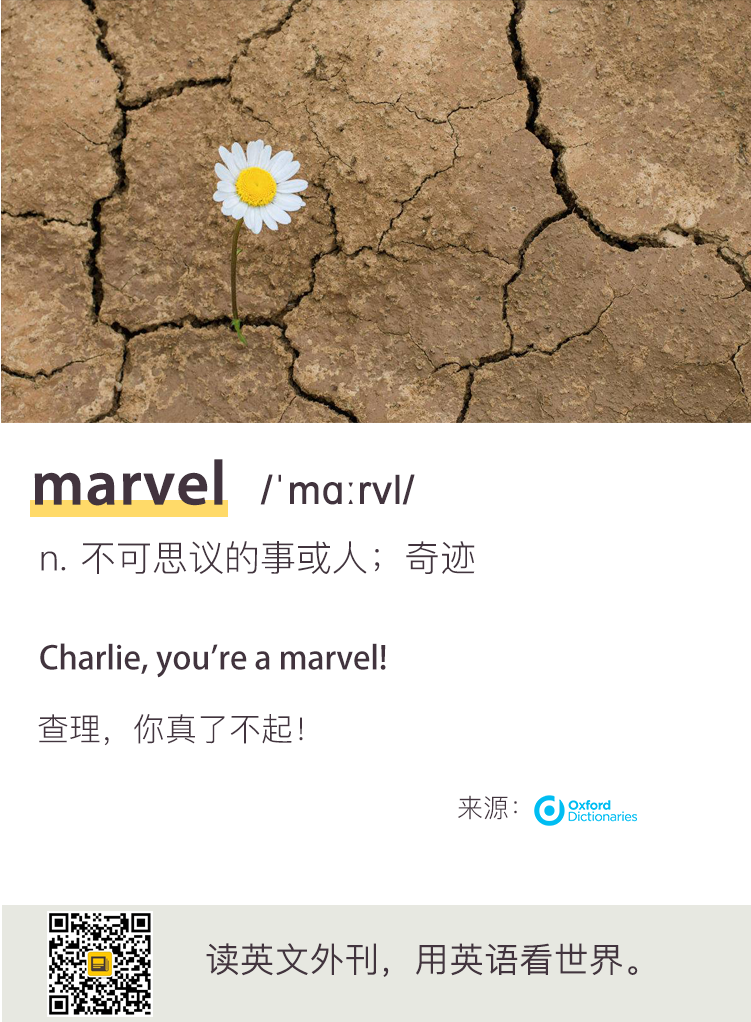 marvel /ˈmɑːrvl/
n. 不可思议的事或人；奇迹
Charlie, you’re a marvel!
查理，你真了不起！
来源： Oxford Dictionaries
读英文外刊，用英语看世界。